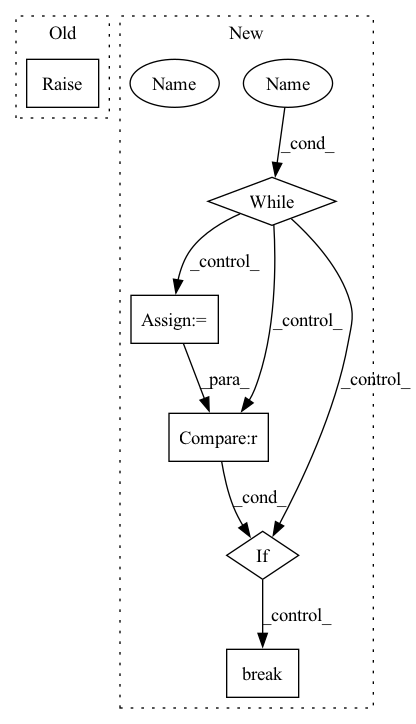 Old
New
Raise
Name
Name
_cond_
While
_control_
Assign:=
_control_
_para_
_control_
Compare:r
_cond_
If
_control_
break